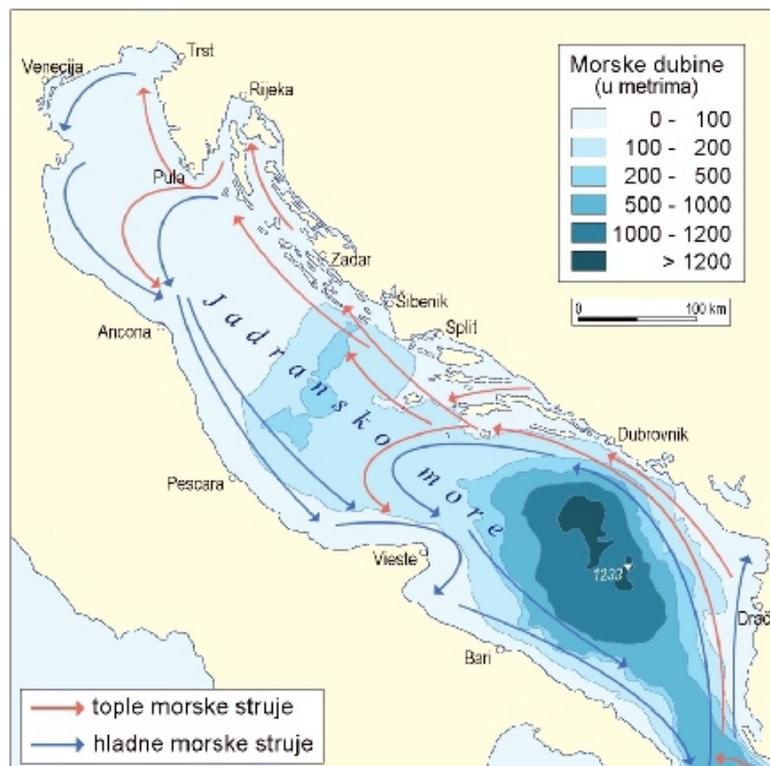 Trst
Venecija
Rijeka
Pula
Zadar
Šibenik
Ancona
Split
Jadransko more
Dubrovnik
Pescara
Vieste
1233
Drač
Bari
Morske dubine
(u metrima)
0 - 100
100 - 200
200 - 500
500 - 1000
1000 - 1200
> 1200
0 100 km
tople morske struje
hladne morske struje